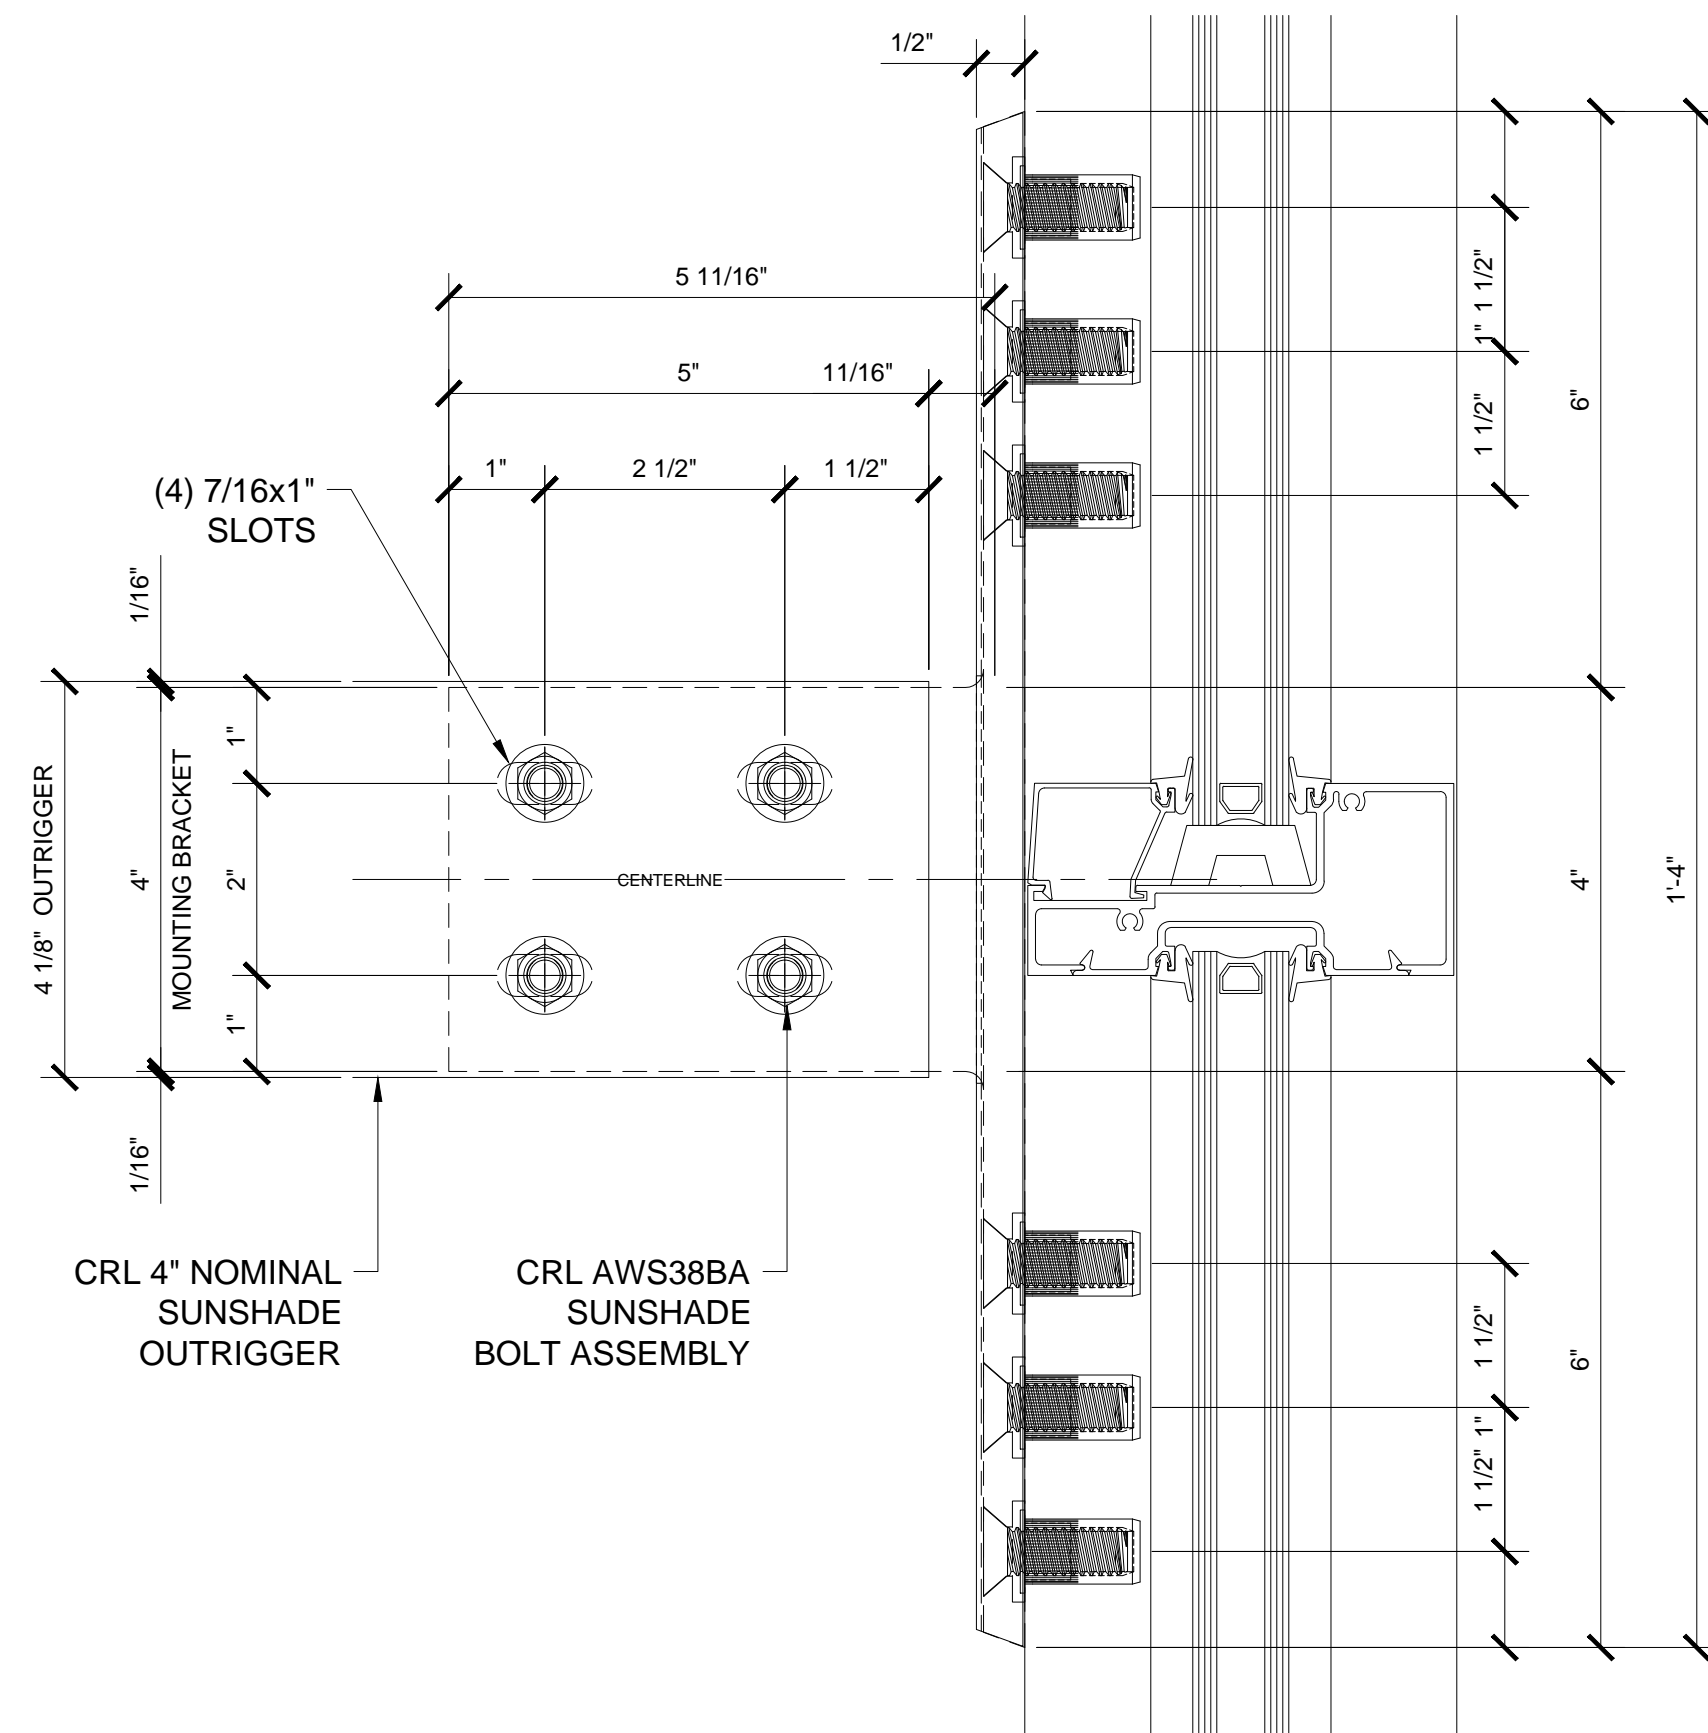 1/2"
5 11/16"
5"
11/16"
1"
2 1/2"
1 1/2"
(4) 7/16x1"
SLOTS
1/16"
4 1/8" OUTRIGGER
4"
MOUNTING BRACKET
1"
2"
1"
1/16"
CENTERLINE
1" 1 1/2"
1 1/2"
6"
4"
1'-4"
1 1/2"
1 1/2" 1"
6"
CRL 4" NOMINAL
SUNSHADE
OUTRIGGER
CRL AWS38BA
SUNSHADE
BOLT ASSEMBLY